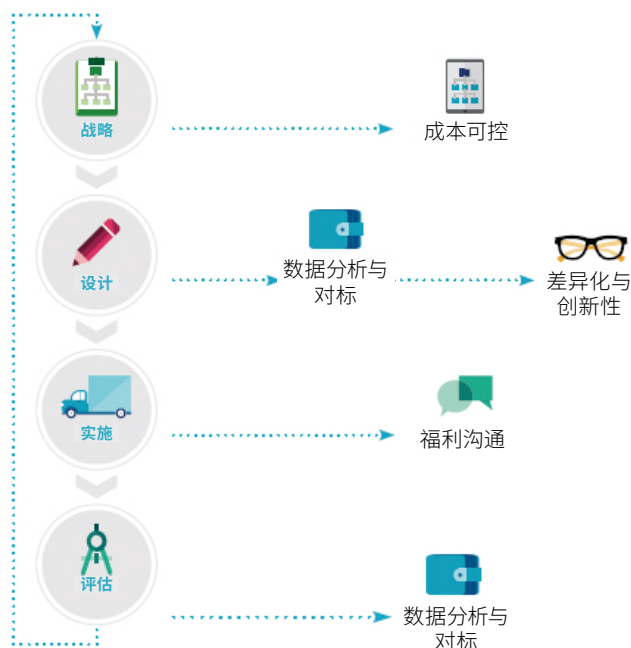 战略
成本可控
设计
数据分析与
对标
差异化与
创新性
实施
福利沟通
评估
数据分析与
对标